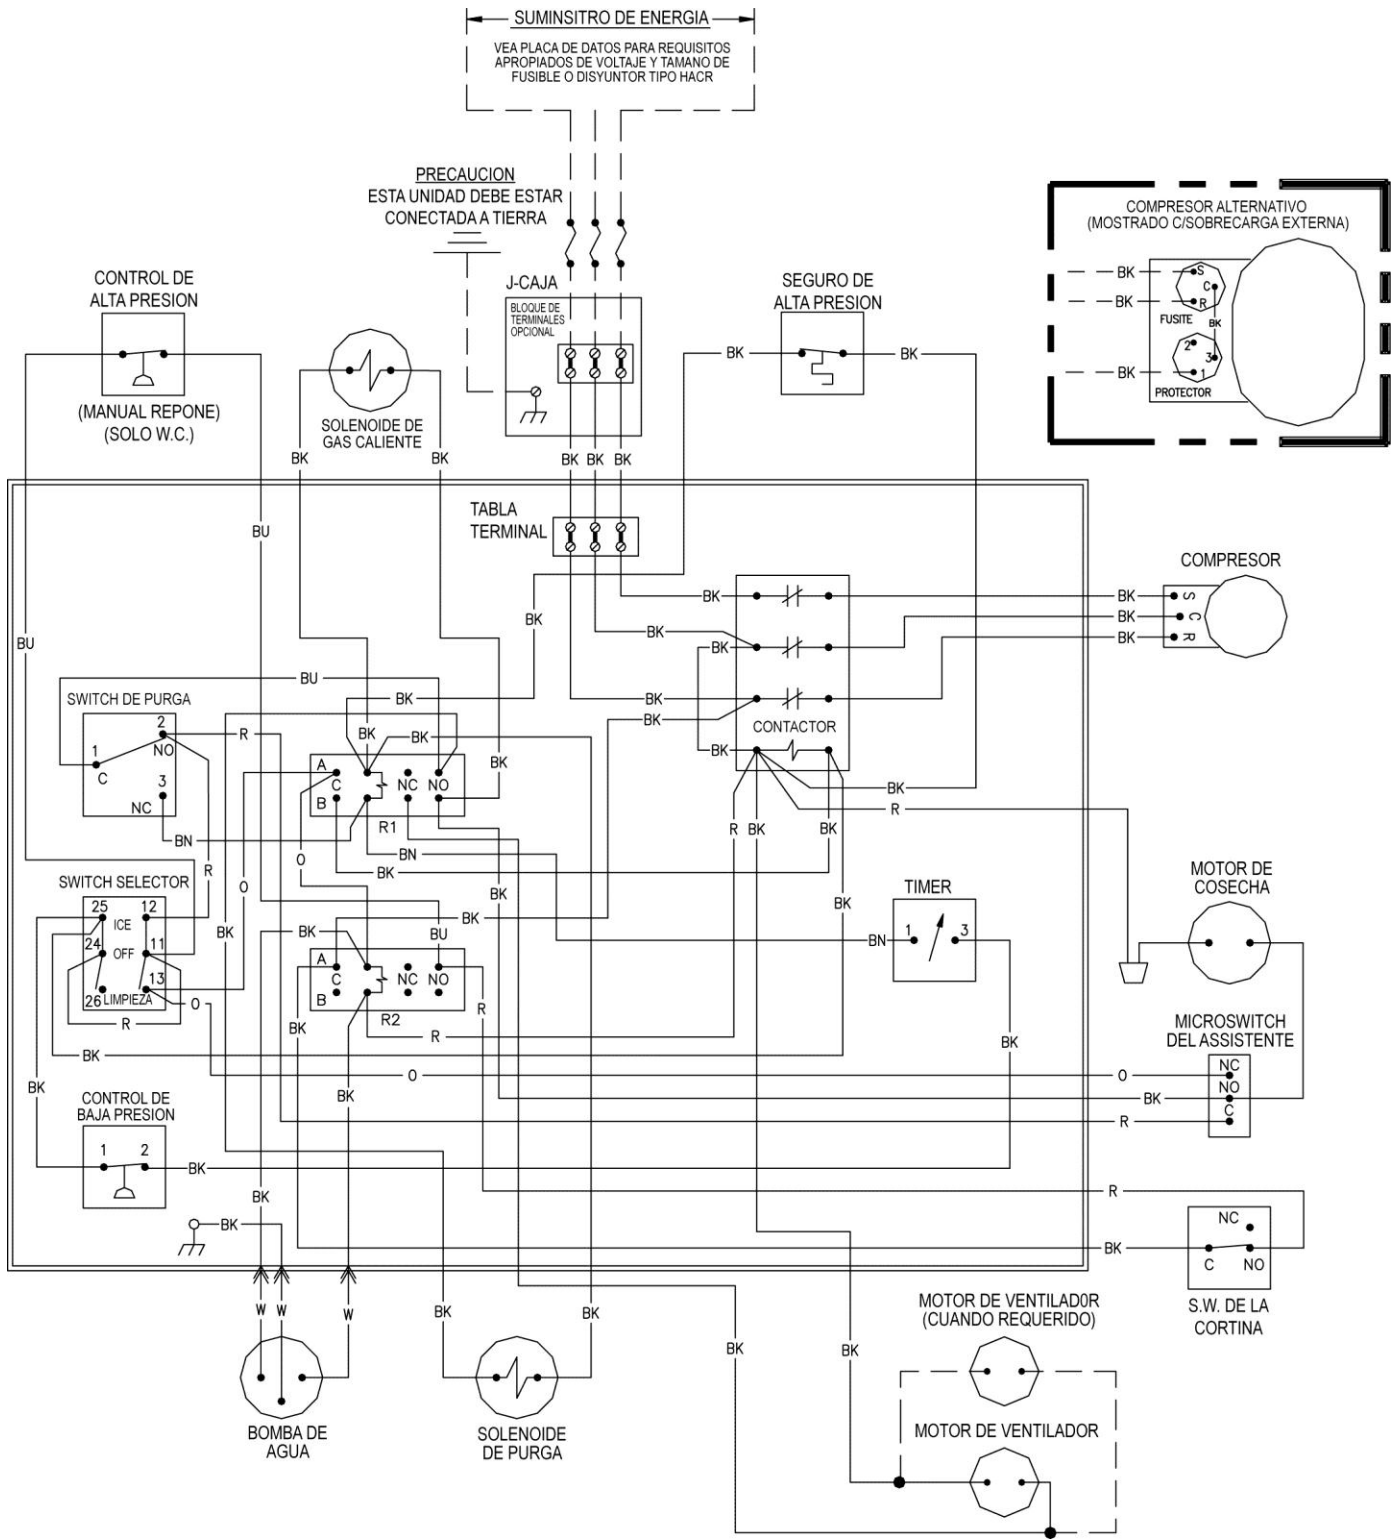 SUMINSITRO DE ENERGIA
VEA PLACA DE DATOS PARA REQUISITOS
APROPIADOS DE VOLTAJE Y TAMANO DE
FUSIBLE O DISYUNTOR TIPO HACR
PRECAUCION
ESTA UNIDAD DEBE ESTAR
CONECTADA A TIERRA
COMPRESOR ALTERNATIVO
(MOSTRADO C/SOBRECARGA EXTERNA)
BK
S
C
BK
R
FUSITE
BK
2
3
BK
1
PROTECTOR
CONTROL DE
ALTA PRESION
(MANUAL REPONE)
(SOLO W.C.)
J-CAJA
BLOQUE DE
TERMINALES
OPCIONAL
SEGURO DE
ALTA PRESION
BK
BK
SOLENOIDE DE
GAS CALIENTE
BK
BK
BK
BK
BK
TABLA
TERMINAL
BU
COMPRESOR
BK
BK
S
BK
C
BK
R
BK
BK
BK
BU
BU
BK
BK
BK
SWITCH DE PURGA
2
NO
1
C
3
NC
R
BK
BK
BK
CONTACTOR
BK
A
C
NC
NO
B
R1
BK
R
BN
BN
BK
R
BK
BK
O
R
O
BK
BK
SWITCH SELECTOR
25
12
ICE
24
OFF
11
13
26
LIMPIEZA
R
O
TIMER
1
3
BN
MOTOR DE
COSECHA
BK
BK
BU
BK
A
C
NC
NO
B
R2
R
R
BK
BK
BK
MICROSWITCH
DEL ASSISTENTE
NC
NO
C
O
O
BK
R
BK
BK
CONTROL DE
BAJA PRESION
1
2
BK
BK
BK
R
NC
C
NO
BK
S.W. DE LA
CORTINA
W
W
W
BK
BK
BK
BK
BOMBA DE
AGUA
SOLENOIDE
DE PURGA
MOTOR DE VENTILAD0R
(CUANDO REQUERIDO)
MOTOR DE VENTILADOR